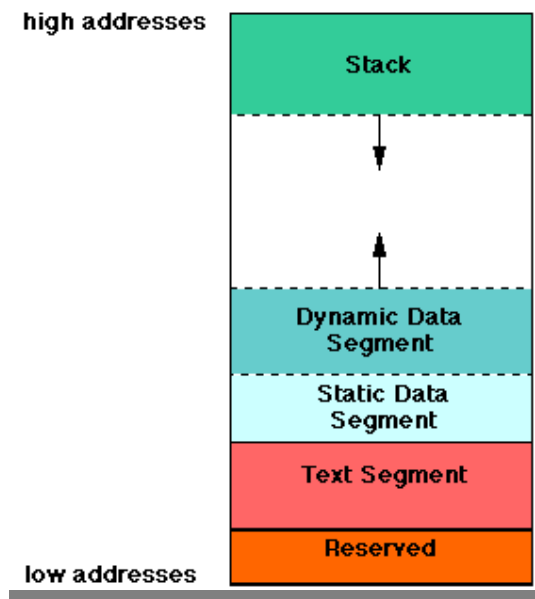 high addresses
Stack
Dynamic Data
Segment
Static Data
Segment
Text Segment
Reserved
low addresses